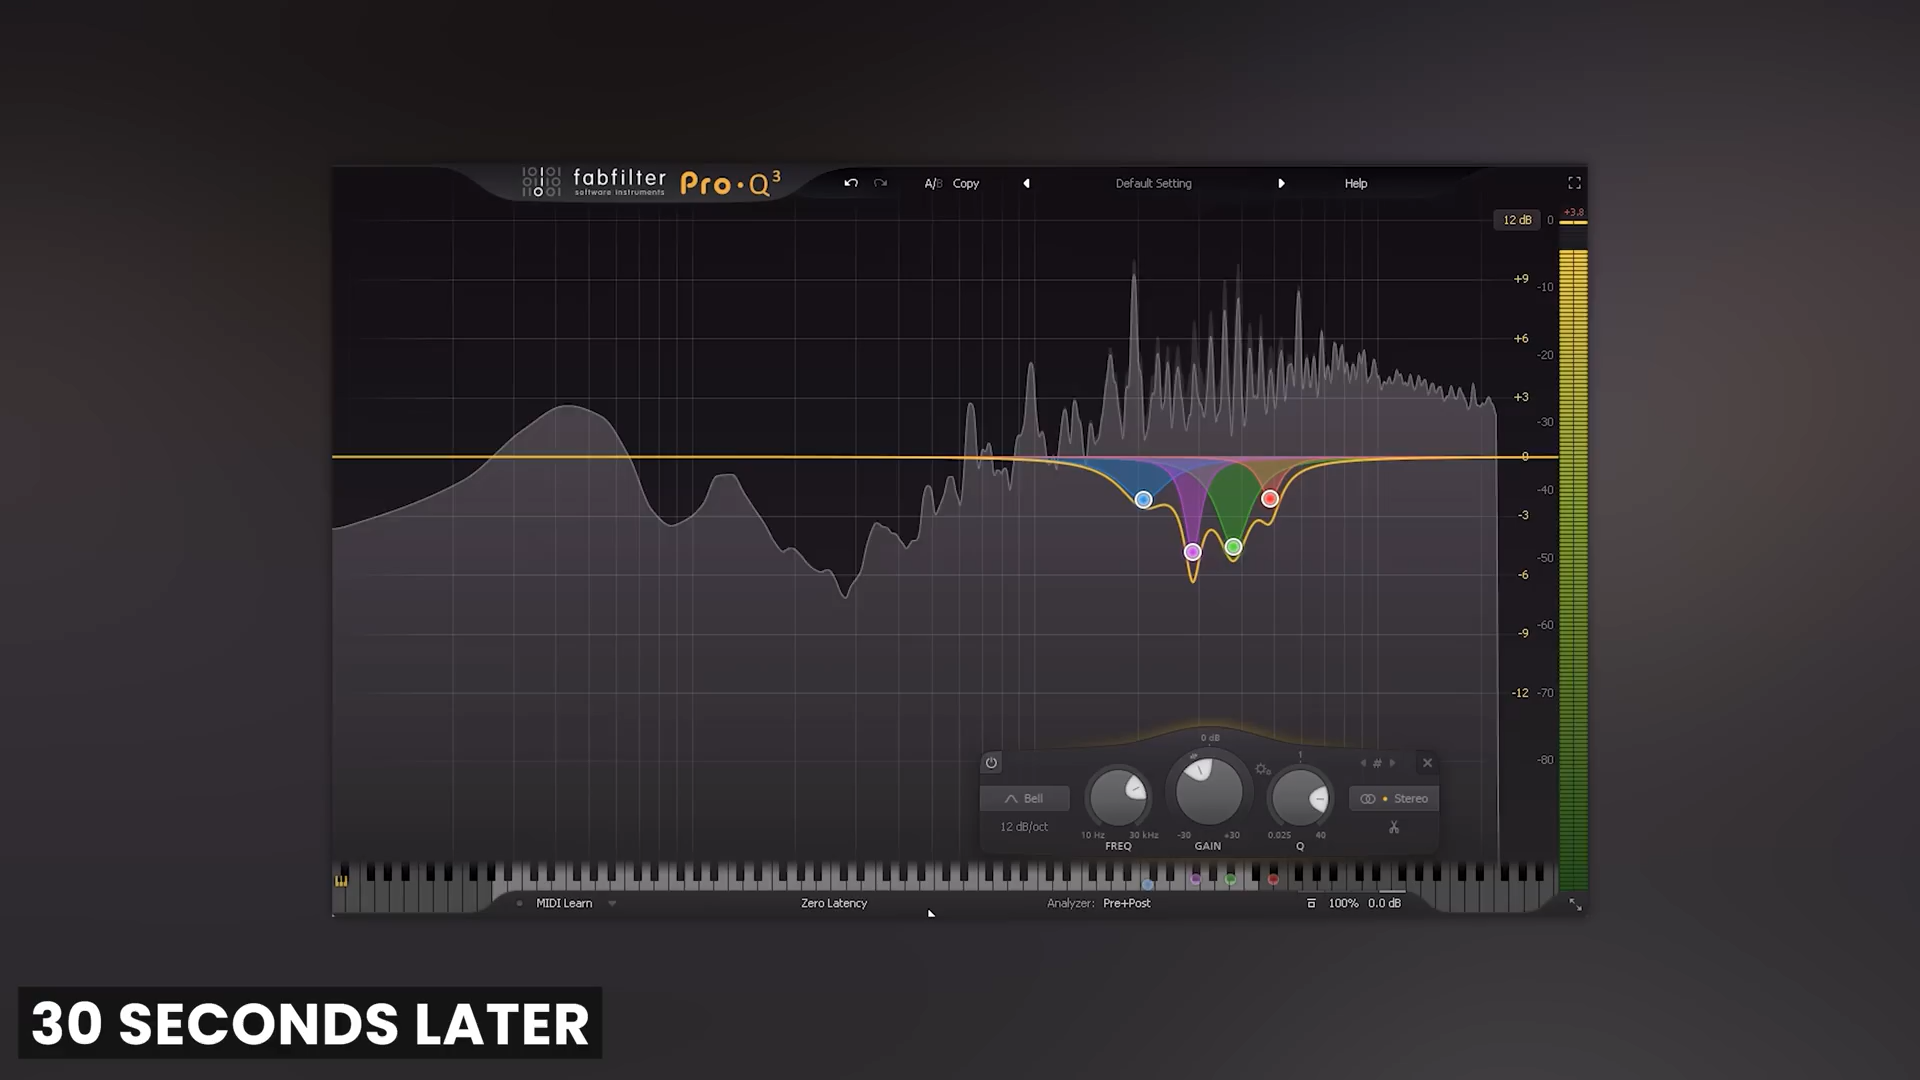 fabfilter
software instruments
Pro·Q³
A/B Copy
Default Setting
Help
12 dB
0
+3.8
+9
-10
+6
-20
+3
-30
0
-40
-3
-50
-6
-60
-9
-12
-70
-80
0 dB
1
#
Bell
Stereo
12 dB/oct
10 Hz
30 kHz
-30
+30
0.025
40
FREQ
GAIN
Q
MIDI Learn
Zero Latency
Analyzer: Pre+Post
100%
0.0 dB
30 SECONDS LATER